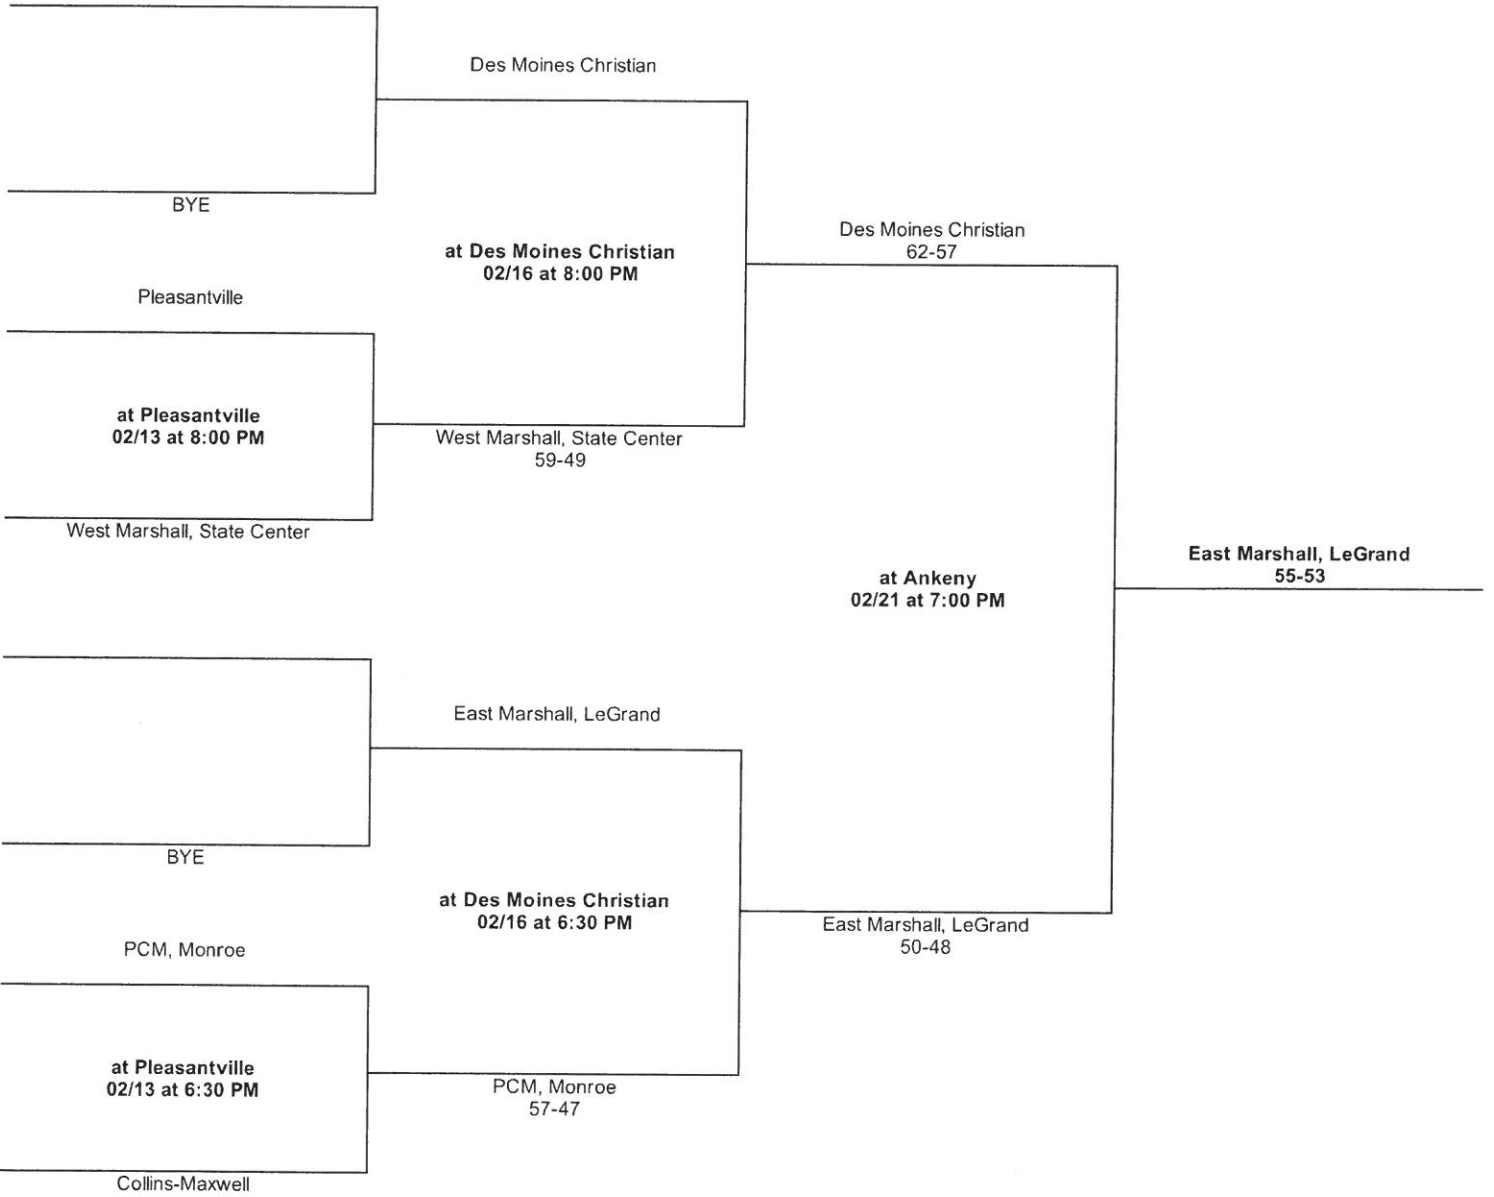 Des Moines Christian
BYE
at Des Moines Christian
02/16 at 8:00 PM
Des Moines Christian
62-57
Pleasantville
at Pleasantville
02/13 at 8:00 PM
West Marshall, State Center
59-49
West Marshall, State Center
at Ankeny
02/21 at 7:00 PM
East Marshall, LeGrand
55-53
East Marshall, LeGrand
BYE
at Des Moines Christian
02/16 at 6:30 PM
East Marshall, LeGrand
50-48
PCM, Monroe
at Pleasantville
02/13 at 6:30 PM
PCM, Monroe
57-47
Collins-Maxwell